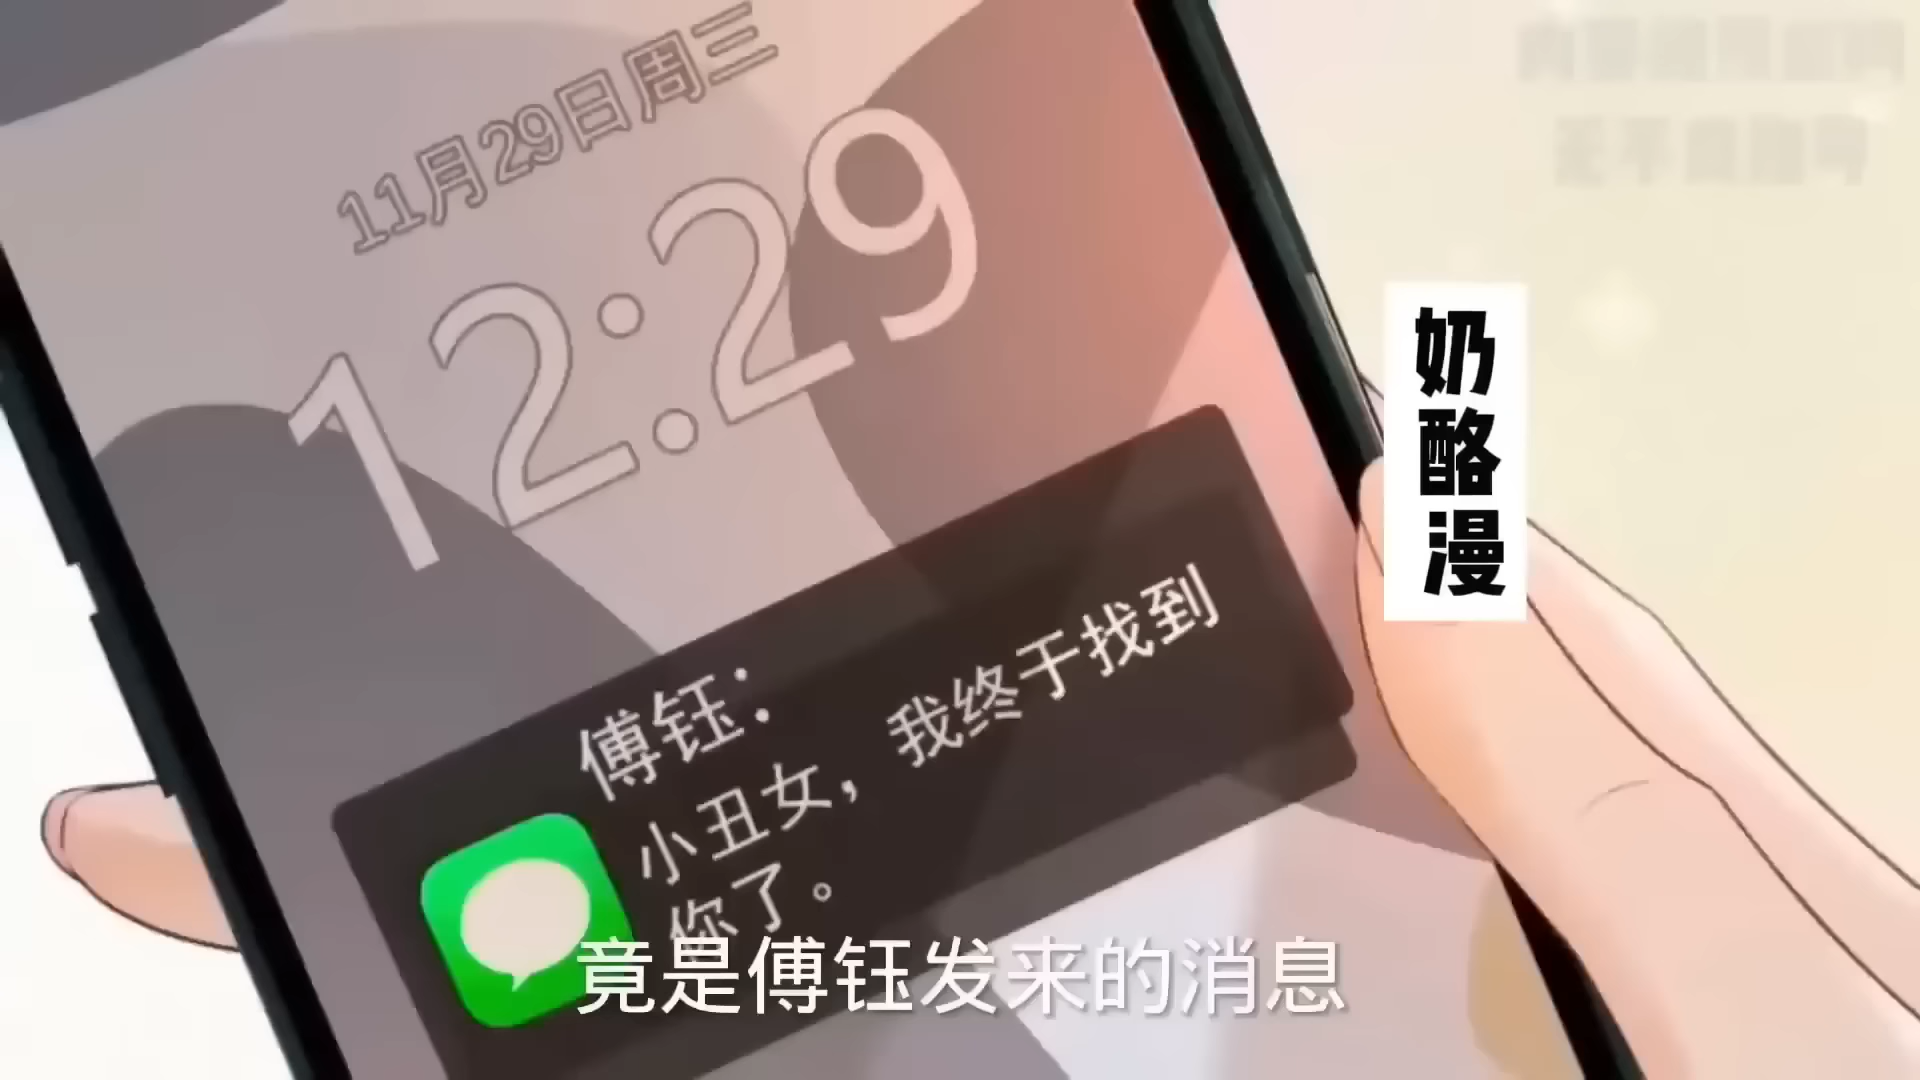 11月29日周三
12:29
奶酪漫
傅钰：
小丑女，我终于找到
你了。
竟是傅钰发来的消息